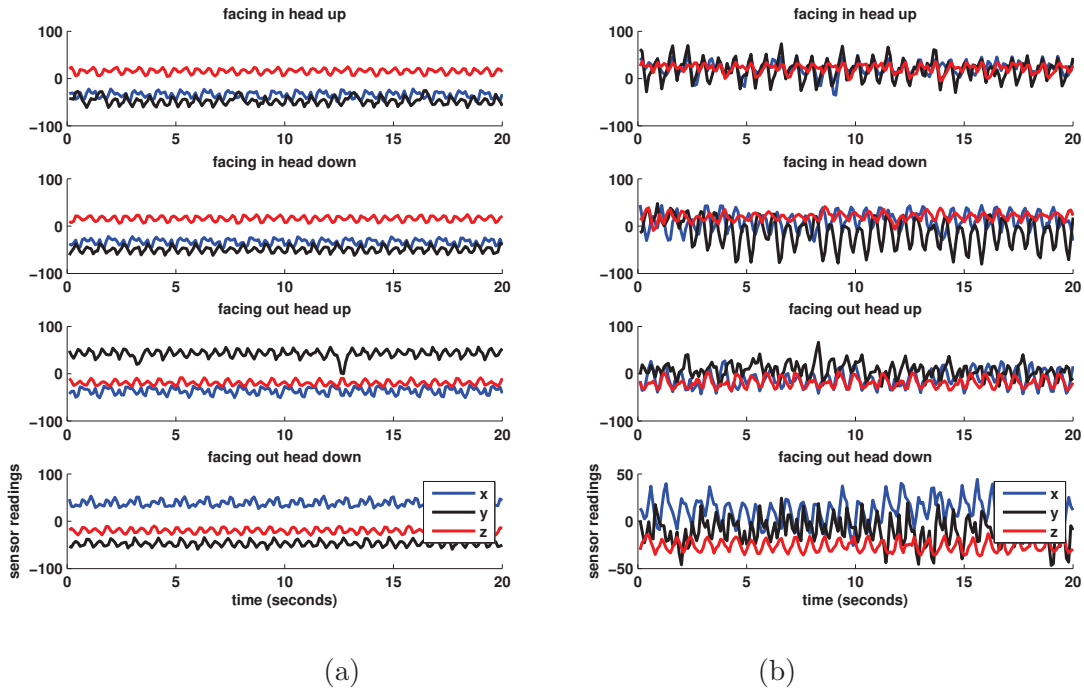 facing in head up
100
0
−100
0 5 10 15 20
facing in head down
100
0
−100
0 5 10 15 20
facing out head up
100
0
−100
0 5 10 15 20
facing out head down
100
0
−100
0 5 10 15 20
sensor readings
time (seconds)
x
y
z
(a)
facing in head up
100
0
−100
0 5 10 15 20
facing in head down
100
0
−100
0 5 10 15 20
facing out head up
100
0
−100
0 5 10 15 20
facing out head down
50
0
−50
0 5 10 15 20
sensor readings
time (seconds)
x
y
z
(b)